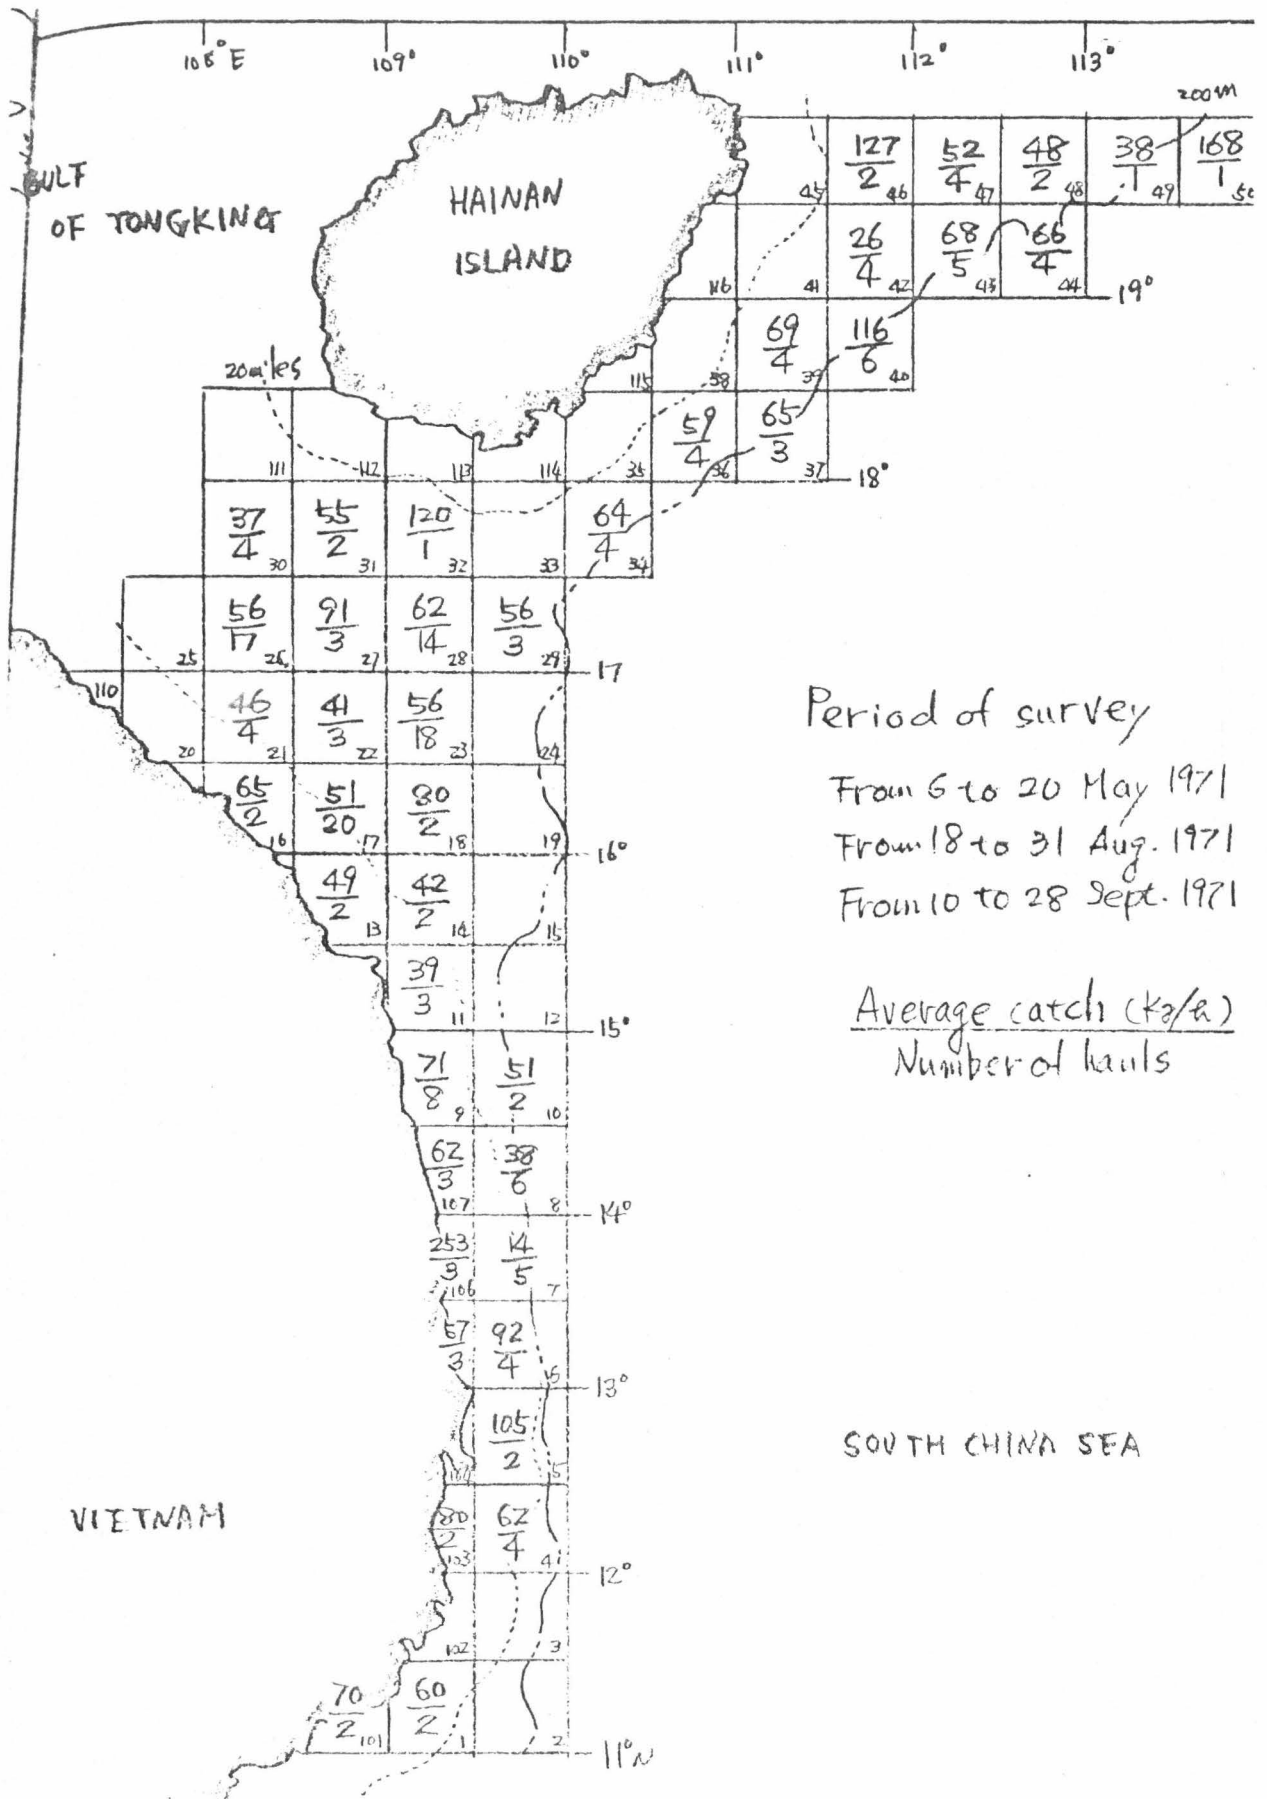 108°E 109° 110° 111° 112° 113°
200m
GULF
OF TONGKING
HAINAN
ISLAND
127 52 48 38 168
2 4 2 1 1
45 46 47 48 49 50
26 68 66
4 5 4
116 41 42 43 44 19°
69 116
4 6
115 38 39 40
20miles
59 65
4 3
111 112 113 114 35 36 37 18°
37 55 120 64
4 2 1 4
30 31 32 33 34
56 91 62 56
17 3 14 3
25 26 27 28 29 17
110
46 41 56
4 3 18
20 21 22 23 24
65 51 80
2 20 2
16 17 18 19 16°
49 42
2 2
13 14 15
39
3
11 12 15°
71 51
8 2
9 10
62 38
3 6
107 8 14°
253 14
3 5
106 7
57 92
3 4
6 13°
105
2
104 5
80 62
2 4
103 4 12°
102 3
70 60
2 2
101 1 2 11°N
Period of survey
From 6 to 20 May 1971
From 18 to 31 Aug. 1971
From 10 to 28 Sept. 1971
Average catch (Kg/h)
Number of hauls
SOUTH CHINA SEA
VIETNAM